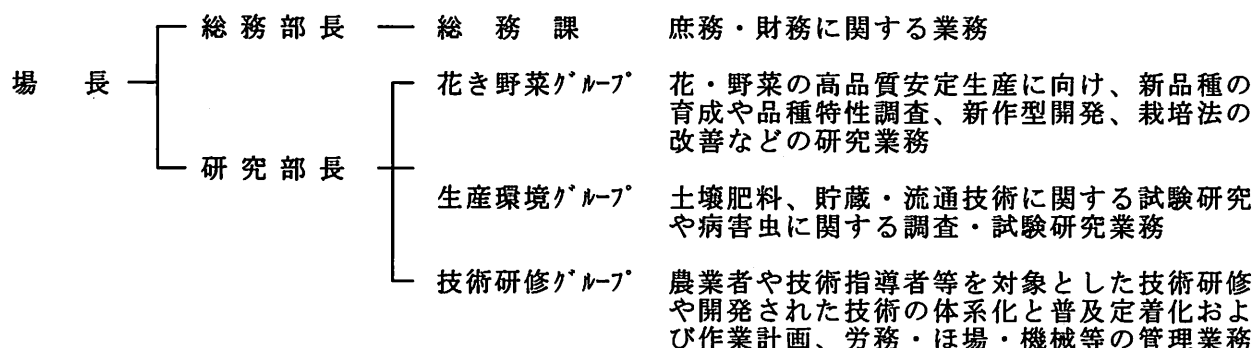 総務部長 総務課 庶務・財務に関する業務
場長
花き野菜ｸﾞﾙｰﾌﾟ 花・野菜の高品質安定生産に向け、新品種の
育成や品種特性調査、新作型開発、栽培法の
改善などの研究業務
研究部長
生産環境ｸﾞﾙｰﾌﾟ 土壌肥料、貯蔵・流通技術に関する試験研究
や病害虫に関する調査・試験研究業務
技術研修ｸﾞﾙｰﾌﾟ 農業者や技術指導者等を対象とした技術研修
や開発された技術の体系化と普及定着化およ
び作業計画、労務・ほ場・機械等の管理業務